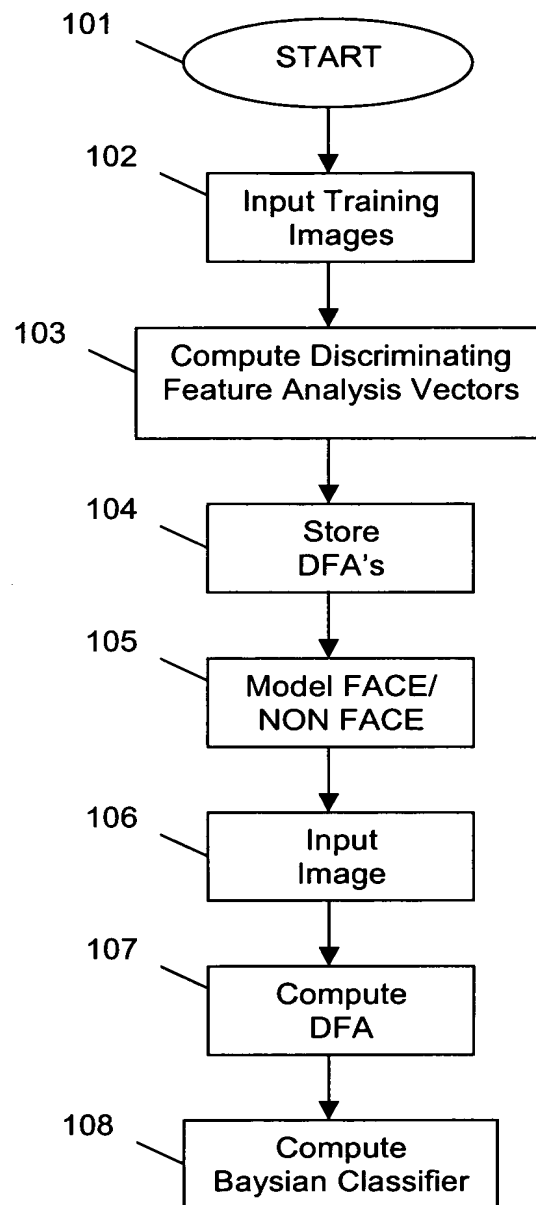 101
START
102
Input Training
Images
103
Compute Discriminating
Feature Analysis Vectors
104
Store
DFA's
105
Model FACE/
NON FACE
106
Input
Image
107
Compute
DFA
108
Compute
Baysian Classifier